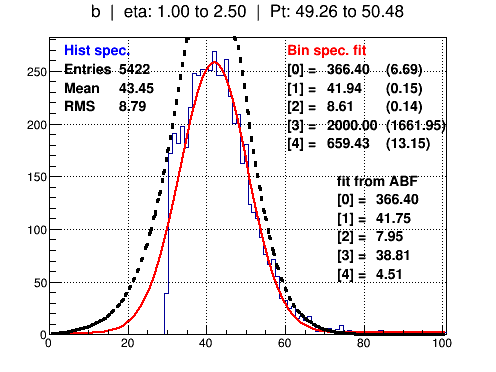 b | eta: 1.00 to 2.50 | Pt: 49.26 to 50.48
Hist spec.
Entries 5422
Mean 43.45
RMS 8.79
Bin spec. fit
[0] = 366.40 (6.69)
[1] = 41.94 (0.15)
[2] = 8.61 (0.14)
[3] = 2000.00 (1661.95)
[4] = 659.43 (13.15)
fit from ABF
[0] = 366.40
[1] = 41.75
[2] = 7.95
[3] = 38.81
[4] = 4.51
250
200
150
100
50
0
0 20 40 60 80 100